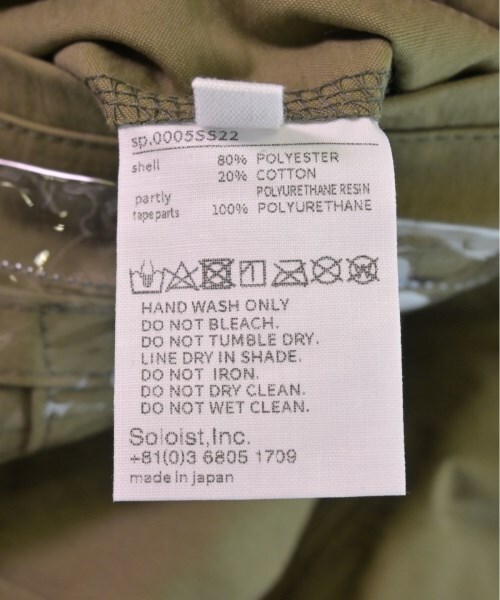 sp.0005SS22
shell 80% POLYESTER
20% COTTON
partly POLYURETHANE RESIN
tape parts 100% POLYURETHANE
HAND WASH ONLY
DO NOT BLEACH.
DO NOT TUMBLE DRY.
LINE DRY IN SHADE.
DO NOT IRON.
DO NOT DRY CLEAN.
DO NOT WET CLEAN.
Soloist,Inc.
+81(0)3 6805 1709
made in japan